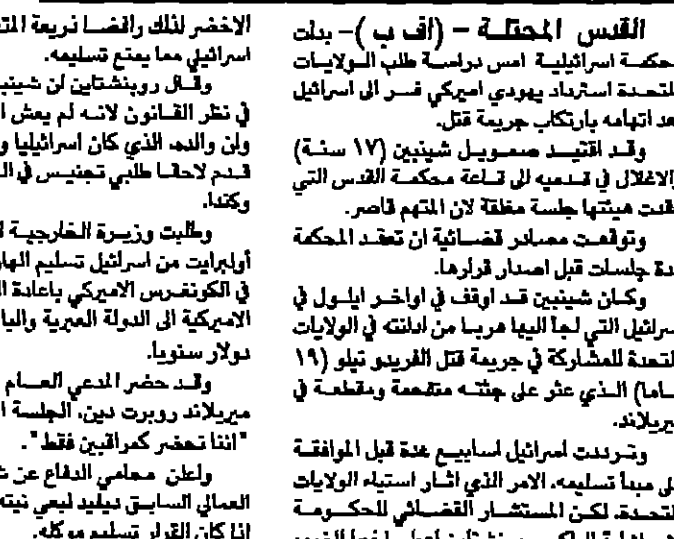 القدس المحتلة – (اف ب )– بدأت
محكمة اسرائيلية امس دراسة طلب الولايات
المتحدة استرداد يهودي اميركي فر الى اسرائيل
بعد اتهامه بارتكاب جريمة قتل.
وقد اقتيد صمويل شينبين (١٧ سنة)
والاغلال في قدميه الى قاعة محكمة القدس التي
عقدت هيئتها جلسة مغلقة لان المتهم قاصر.
وتوقعت مصادر قضائية ان تعقد المحكمة
عدة جلسات قبل اصدار قرارها.
وكان شينبين قد اوقف في اواخر ايلول في
اسرائيل التي لجأ اليها هربا من ادانته في الولايات
المتحدة للمشاركة في جريمة قتل الفريدو تيلو (١٩
عاما) الذي عثر على جثته متفحمة ومقطعة في
ميريلاند.
وترددت اسرائيل اسابيع عدة قبل الموافقة
على مبدأ تسليمه. الامر الذي اثار استياء الولايات
المتحدة. لكن المستشار القضائي للحكومة
الاخضر لذلك رافضا ذريعة
اسرائيلي مما يمنع تسليمه.
وقال روبنشتاين ان
في نظر القانون لانه لم يعش
وان والده الذي كان اسرائيليا
قدم لاحقا طلبي تجنيس في
وكندا.
وطلبت وزيرة الخارجية
أولبرايت من اسرائيل تسليم
في الكونغرس الاميركي باعادة
الاميركية الى الدولة العبرية
دولار سنويا.
وقد حضر المدعي العام
ميريلاند روبرت دين، الجلسة
"اننا نحضر كمراقبين فقط".
واعلن محامي الدفاع عن
العمالي السابق ديفيد ليبعي نيته
اذا كان القرار تسليم موكله.